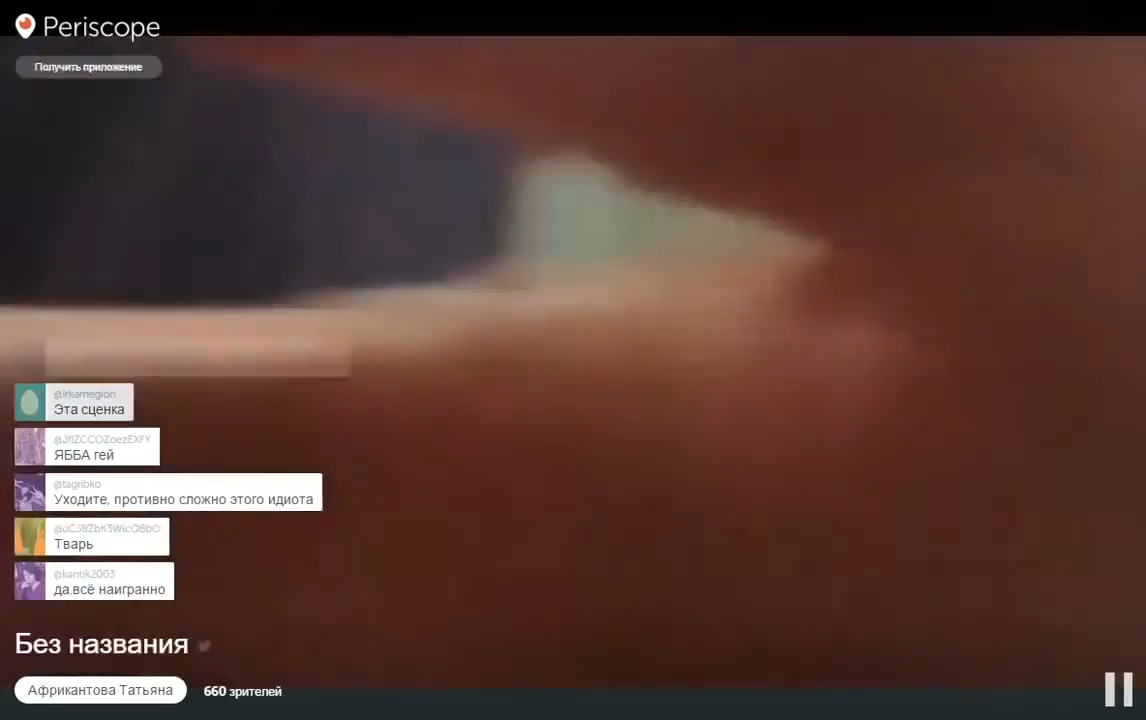 Periscope
Получить приложение
@irkamegion
Эта сценка
ЯББА гей
@tagribko
Уходите, противно сложно этого идиота
Тварь
@kantik2003
да.всё наигранно
Без названия
Африкантова Татьяна
660 зрителей